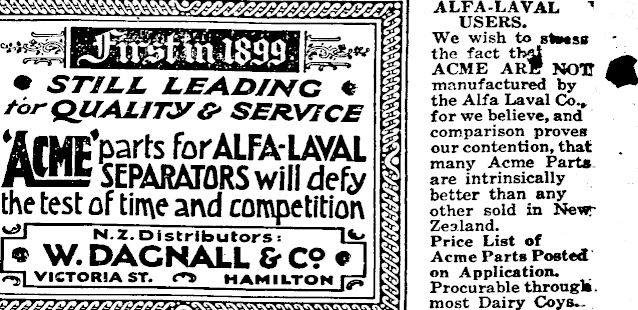 First in 1899
STILL LEADING
for QUALITY & SERVICE
'ACME' parts for ALFA-LAVAL
SEPARATORS will defy
the test of time and competition
N.Z. Distributors:
W. DAGNALL & Co
VICTORIA ST. HAMILTON
ALFA-LAVAL
USERS.
We wish to stress
the fact that
ACME ARE NOT
manufactured by
the Alfa Laval Co.,
for we believe, and
comparison proves
our contention, that
many Acme Parts
are intrinsically
better than any
other sold in New
Zealand.
Price List of
Acme Parts Posted
on Application.
Procurable through
most Dairy Coys.